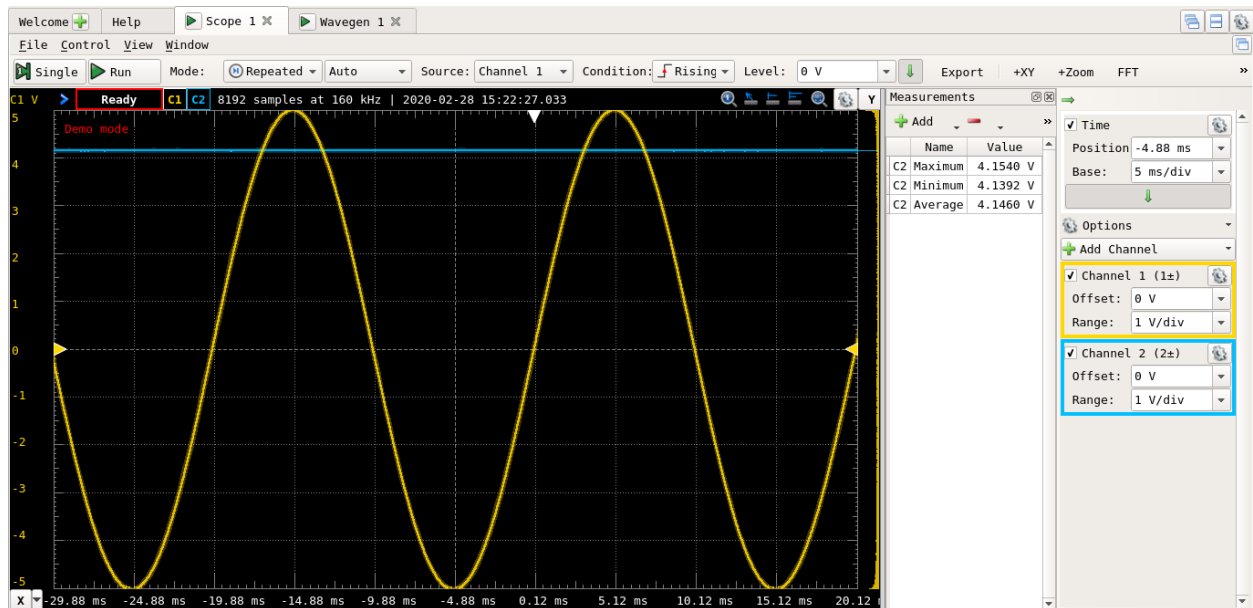 Welcome Help Scope 1 Wavegen 1
File Control View Window
Single Run Mode: Repeated Auto Source: Channel 1 Condition: Rising Level: 0 V Export +XY +Zoom FFT »
C1 V Ready C1 C2 8192 samples at 160 kHz | 2020-02-28 15:22:27.033 Y
Demo mode
5
4
3
2
1
0
-1
-2
-3
-4
-5
X -29.88 ms -24.88 ms -19.88 ms -14.88 ms -9.88 ms -4.88 ms 0.12 ms 5.12 ms 10.12 ms 15.12 ms 20.12
Measurements
Add »
Name Value
C2 Maximum 4.1540 V
C2 Minimum 4.1392 V
C2 Average 4.1460 V
Time
Position -4.88 ms
Base: 5 ms/div
Options
Add Channel
Channel 1 (1±)
Offset: 0 V
Range: 1 V/div
Channel 2 (2±)
Offset: 0 V
Range: 1 V/div